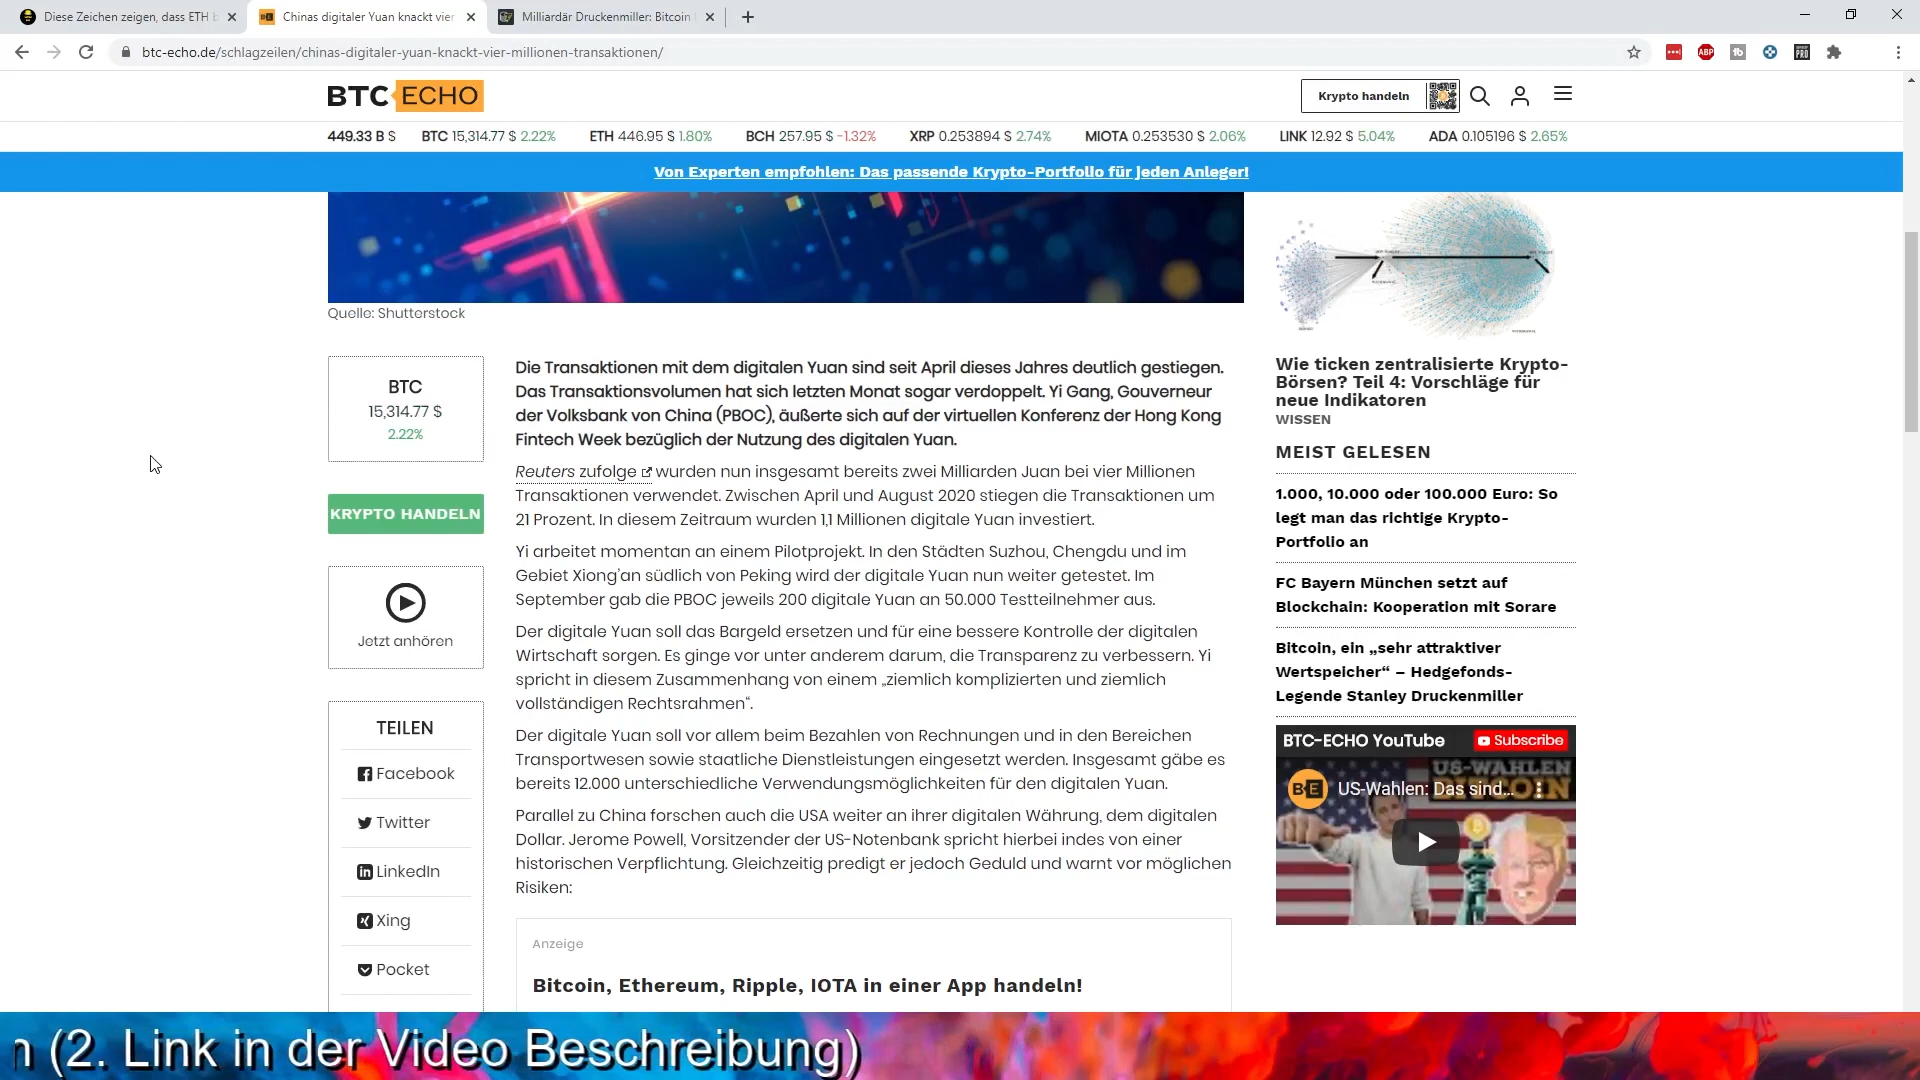 Diese Zeichen zeigen, dass ETH b
Chinas digitaler Yuan knackt vier
Milliardär Druckenmiller: Bitcoin
btc-echo.de/schlagzeilen/chinas-digitaler-yuan-knackt-vier-millionen-transaktionen/
BTC ECHO
Krypto handeln
449.33 B $ BTC 15,314.77 $ 2.22% ETH 446.95 $ 1.80% BCH 257.95 $ -1.32% XRP 0.253894 $ 2.74% MIOTA 0.253530 $ 2.06% LINK 12.92 $ 5.04% ADA 0.105196 $ 2.65%
Von Experten empfohlen: Das passende Krypto-Portfolio für jeden Anleger!
Quelle: Shutterstock
BTC
15,314.77 $
2.22%
KRYPTO HANDELN
Jetzt anhören
TEILEN
Facebook
Twitter
LinkedIn
Xing
Pocket
Die Transaktionen mit dem digitalen Yuan sind seit April dieses Jahres deutlich gestiegen.
Das Transaktionsvolumen hat sich letzten Monat sogar verdoppelt. Yi Gang, Gouverneur
der Volksbank von China (PBOC), äußerte sich auf der virtuellen Konferenz der Hong Kong
Fintech Week bezüglich der Nutzung des digitalen Yuan.
Reuters zufolge wurden nun insgesamt bereits zwei Milliarden Juan bei vier Millionen
Transaktionen verwendet. Zwischen April und August 2020 stiegen die Transaktionen um
21 Prozent. In diesem Zeitraum wurden 1,1 Millionen digitale Yuan investiert.
Yi arbeitet momentan an einem Pilotprojekt. In den Städten Suzhou, Chengdu und im
Gebiet Xiong'an südlich von Peking wird der digitale Yuan nun weiter getestet. Im
September gab die PBOC jeweils 200 digitale Yuan an 50.000 Testteilnehmer aus.
Der digitale Yuan soll das Bargeld ersetzen und für eine bessere Kontrolle der digitalen
Wirtschaft sorgen. Es ginge vor unter anderem darum, die Transparenz zu verbessern. Yi
spricht in diesem Zusammenhang von einem „ziemlich komplizierten und ziemlich
vollständigen Rechtsrahmen“.
Der digitale Yuan soll vor allem beim Bezahlen von Rechnungen und in den Bereichen
Transportwesen sowie staatliche Dienstleistungen eingesetzt werden. Insgesamt gäbe es
bereits 12.000 unterschiedliche Verwendungsmöglichkeiten für den digitalen Yuan.
Parallel zu China forschen auch die USA weiter an ihrer digitalen Währung, dem digitalen
Dollar. Jerome Powell, Vorsitzender der US-Notenbank spricht hierbei indes von einer
historischen Verpflichtung. Gleichzeitig predigt er jedoch Geduld und warnt vor möglichen
Risiken:
Anzeige
Bitcoin, Ethereum, Ripple, IOTA in einer App handeln!
Wie ticken zentralisierte Krypto-
Börsen? Teil 4: Vorschläge für
neue Indikatoren
WISSEN
MEIST GELESEN
1.000, 10.000 oder 100.000 Euro: So
legt man das richtige Krypto-
Portfolio an
FC Bayern München setzt auf
Blockchain: Kooperation mit Sorare
Bitcoin, ein „sehr attraktiver
Wertspeicher“ – Hedgefonds-
Legende Stanley Druckenmiller
BTC-ECHO YouTube
Subscribe
US-WAHLEN
BITCOIN
US-Wahlen: Das sind...
n (2. Link in der Video Beschreibung)